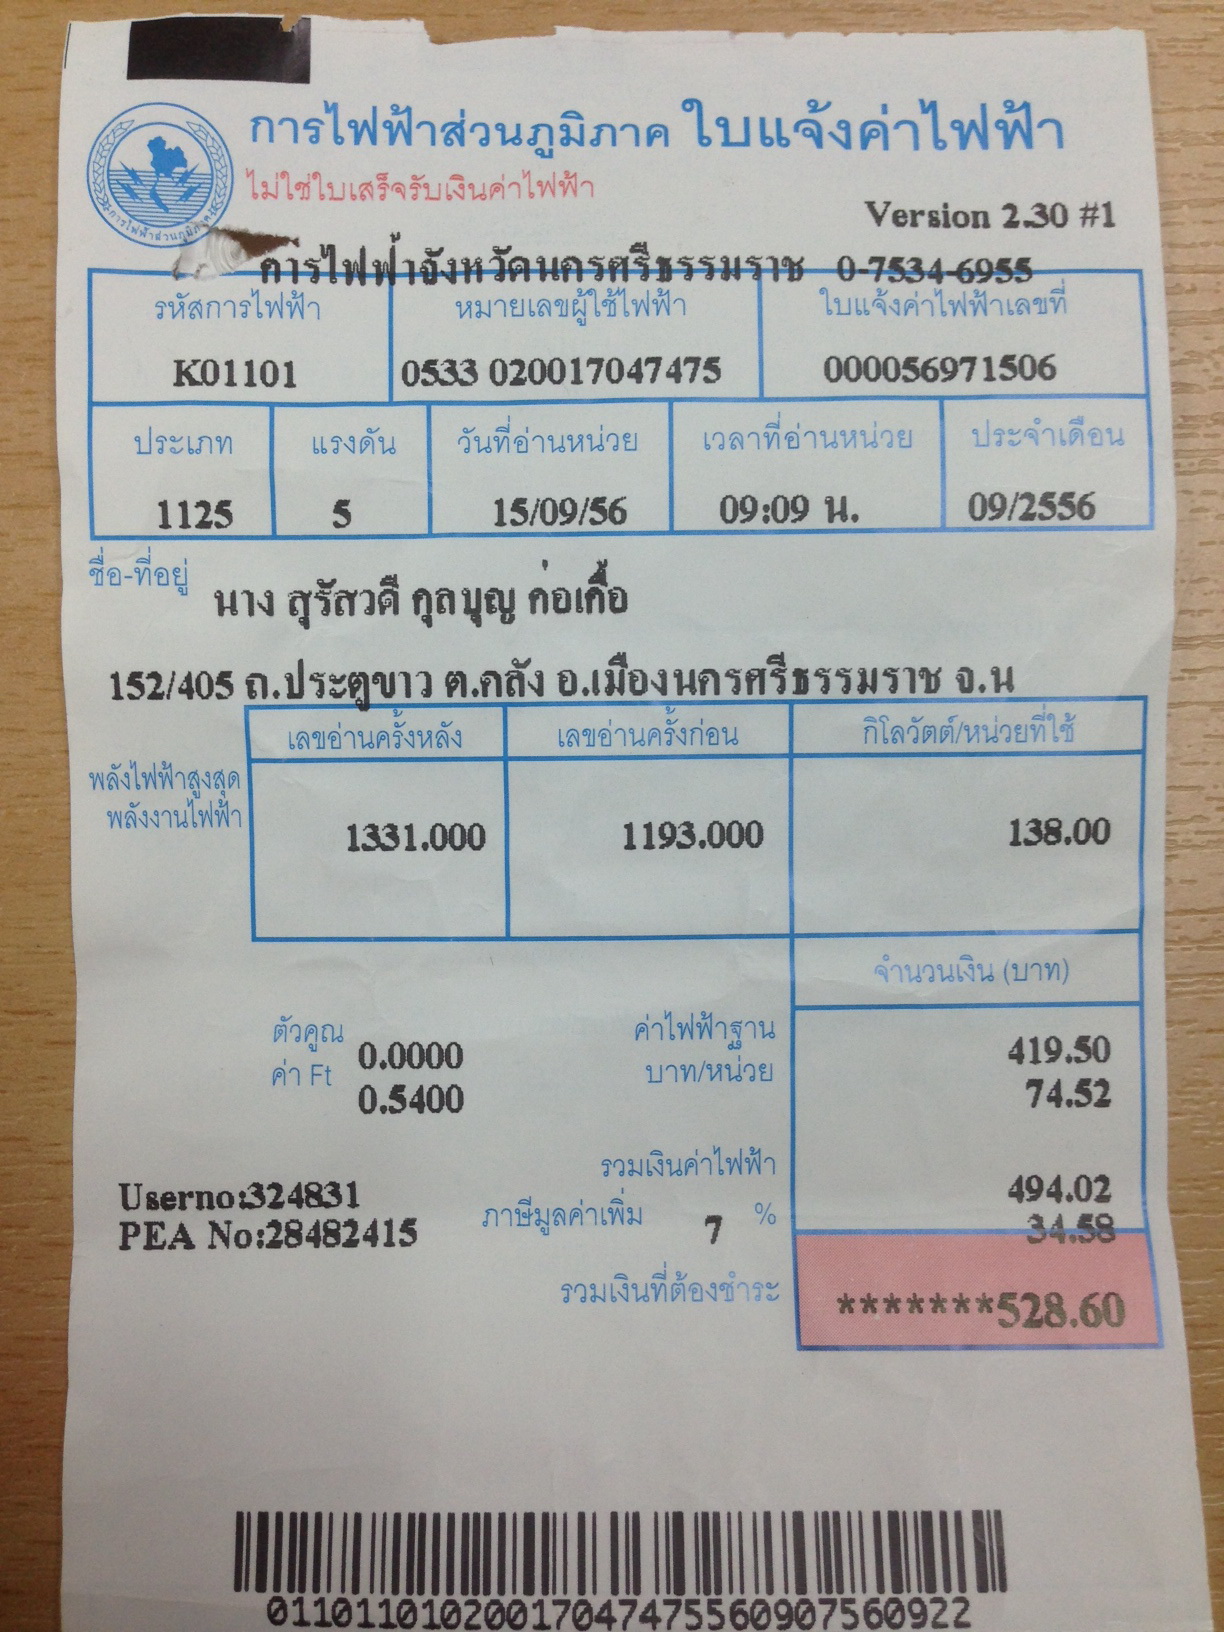 การไฟฟ้าส่วนภูมิภาค ใบแจ้งค่าไฟฟ้า
การไฟฟ้าส่วนภูมิภาค
ไม่ใช่ใบเสร็จรับเงินค่าไฟฟ้า
Version 2.30 #1
การไฟฟ้าจังหวัดนครศรีธรรมราช 0-7534-6955
รหัสการไฟฟ้า หมายเลขผู้ใช้ไฟฟ้า ใบแจ้งค่าไฟฟ้าเลขที่
K01101 0533 020017047475 000056971506
ประเภท แรงดัน วันที่อ่านหน่วย เวลาที่อ่านหน่วย ประจำเดือน
1125 5 15/09/56 09:09 น. 09/2556
ชื่อ-ที่อยู่ นาง สุรัสวดี กุลบุญ ก่อเกื้อ
152/405 ถ.ประตูขาว ต.คลัง อ.เมืองนครศรีธรรมราช จ.น
เลขอ่านครั้งหลัง เลขอ่านครั้งก่อน กิโลวัตต์/หน่วยที่ใช้
พลังไฟฟ้าสูงสุด
พลังงานไฟฟ้า 1331.000 1193.000 138.00
จำนวนเงิน (บาท)
ตัวคูณ 0.0000 ค่าไฟฟ้าฐาน 419.50
ค่า Ft 0.5400 บาท/หน่วย 74.52
รวมเงินค่าไฟฟ้า 494.02
Userno:324831 ภาษีมูลค่าเพิ่ม 7 % 34.58
PEA No:28482415
รวมเงินที่ต้องชำระ *******528.60
01101101020017047475560907560922